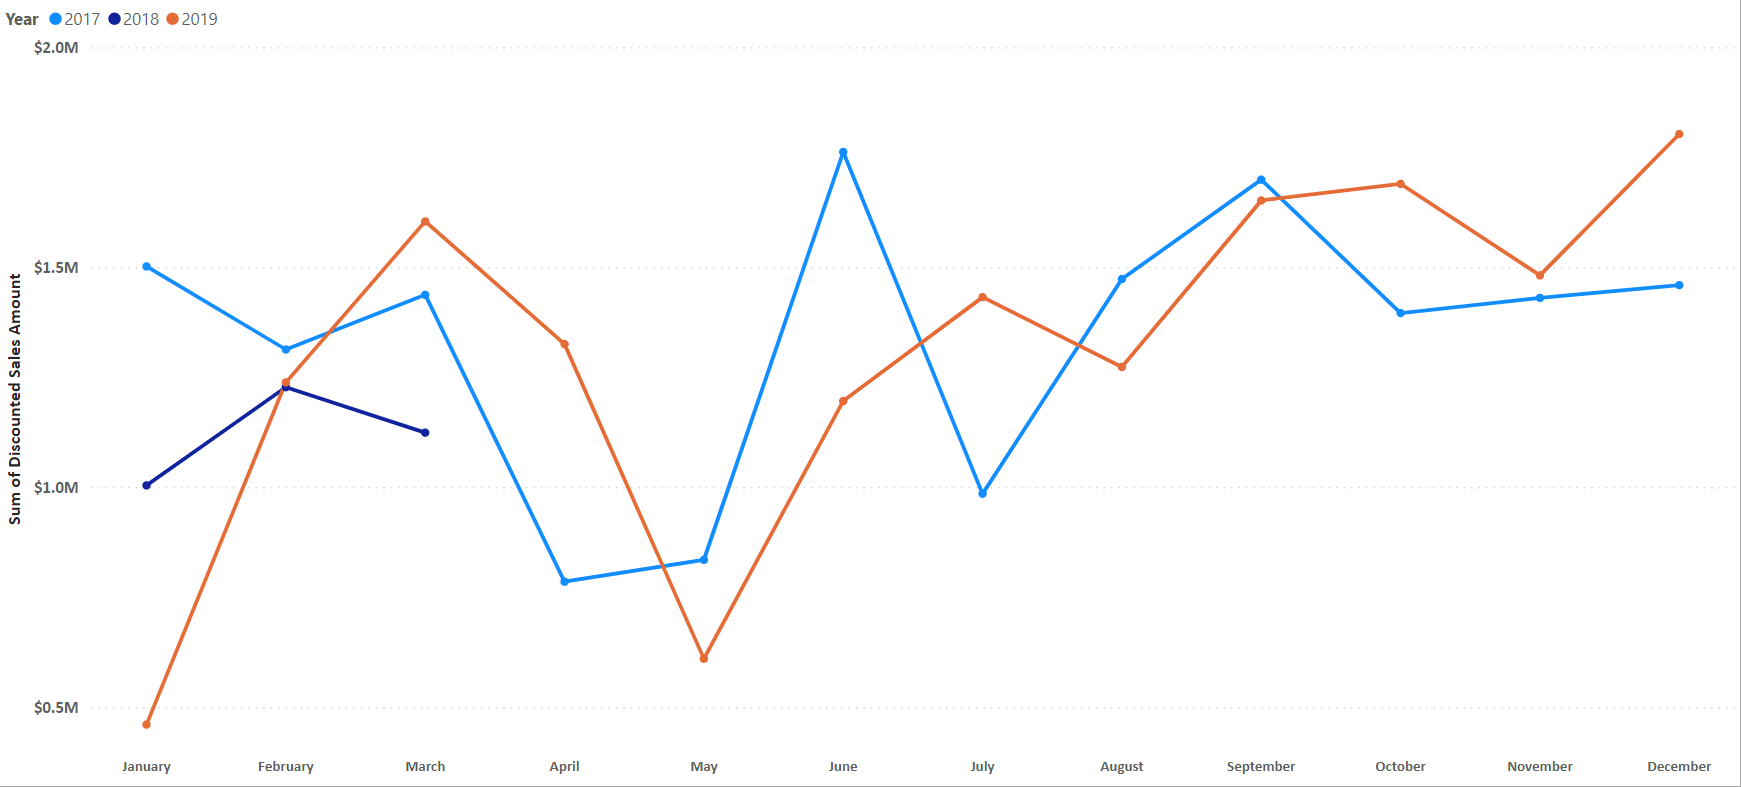 Year 2017 2018 2019
$2.0M
$1.5M
$1.0M
$0.5M
Sum of Discounted Sales Amount
January February March April May June July August September October November December